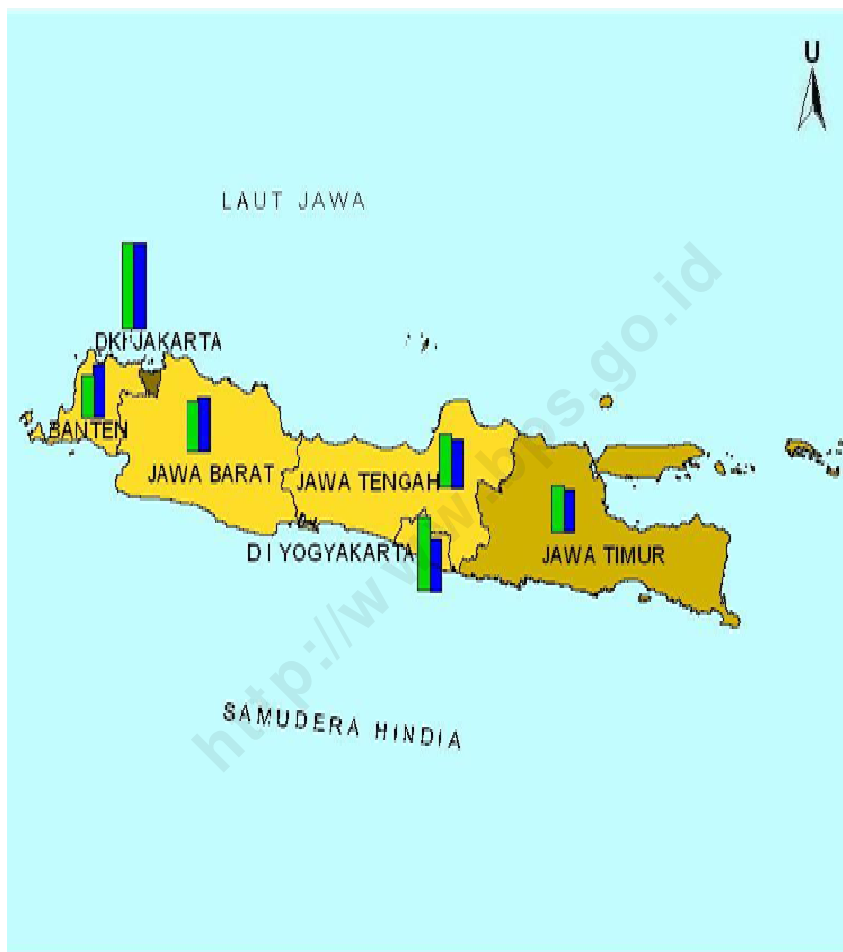 U
LAUT JAWA
DKI JAKARTA
BANTEN
JAWA BARAT
JAWA TENGAH
D I YOGYAKARTA
JAWA TIMUR
SAMUDERA HINDIA
http://www.bps.go.id